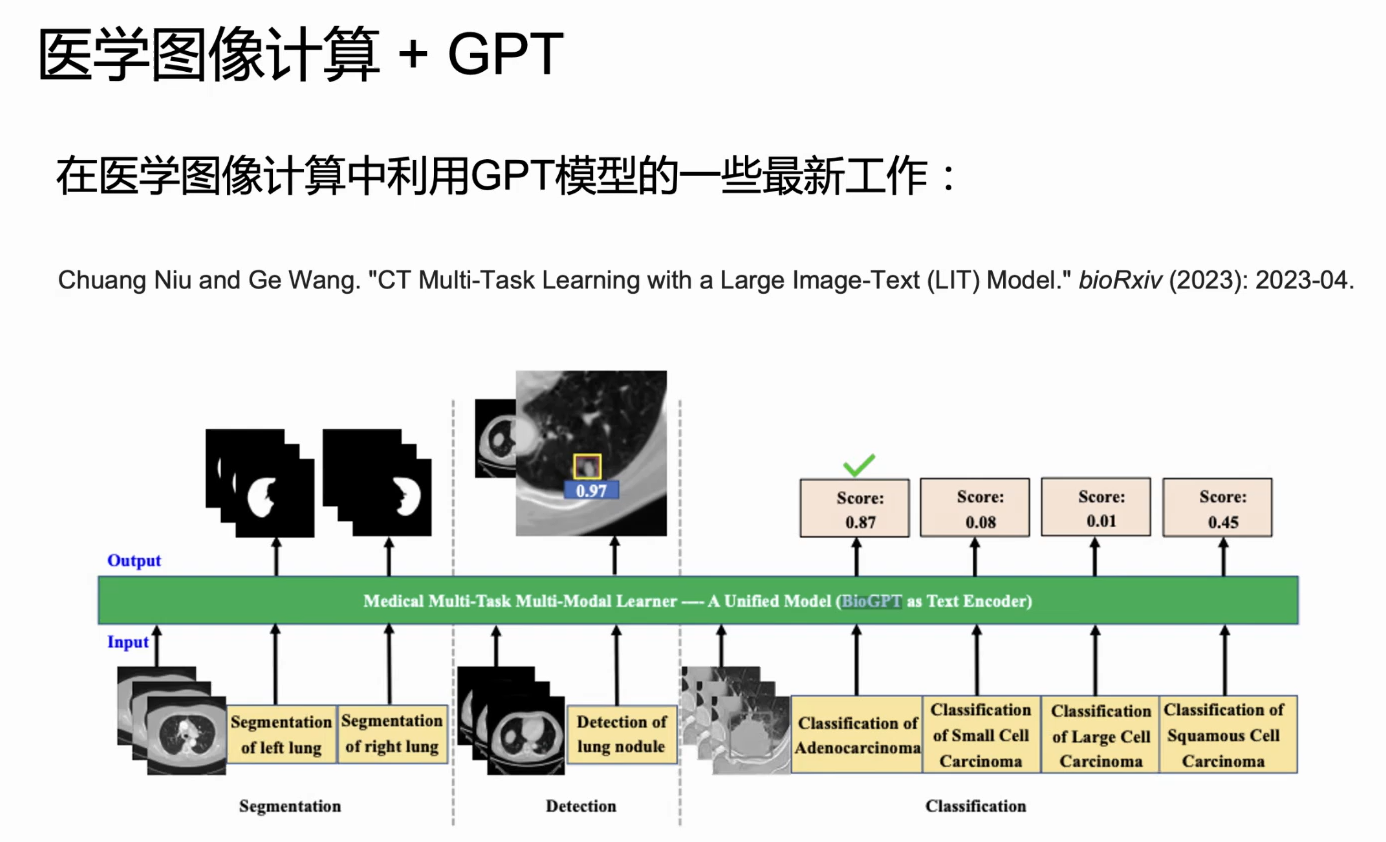 医学图像计算 + GPT
在医学图像计算中利用GPT模型的一些最新工作：
Chuang Niu and Ge Wang. "CT Multi-Task Learning with a Large Image-Text (LIT) Model." bioRxiv (2023): 2023-04.
0.97
Score:
0.87
Score:
0.08
Score:
0.01
Score:
0.45
Output
Medical Multi-Task Multi-Modal Learner —– A Unified Model (BioGPT as Text Encoder)
Input
Segmentation
of left lung
Segmentation
of right lung
Detection of
lung nodule
Classification of
Adenocarcinoma
Classification
of Small Cell
Carcinoma
Classification
of Large Cell
Carcinoma
Classification of
Squamous Cell
Carcinoma
Segmentation
Detection
Classification